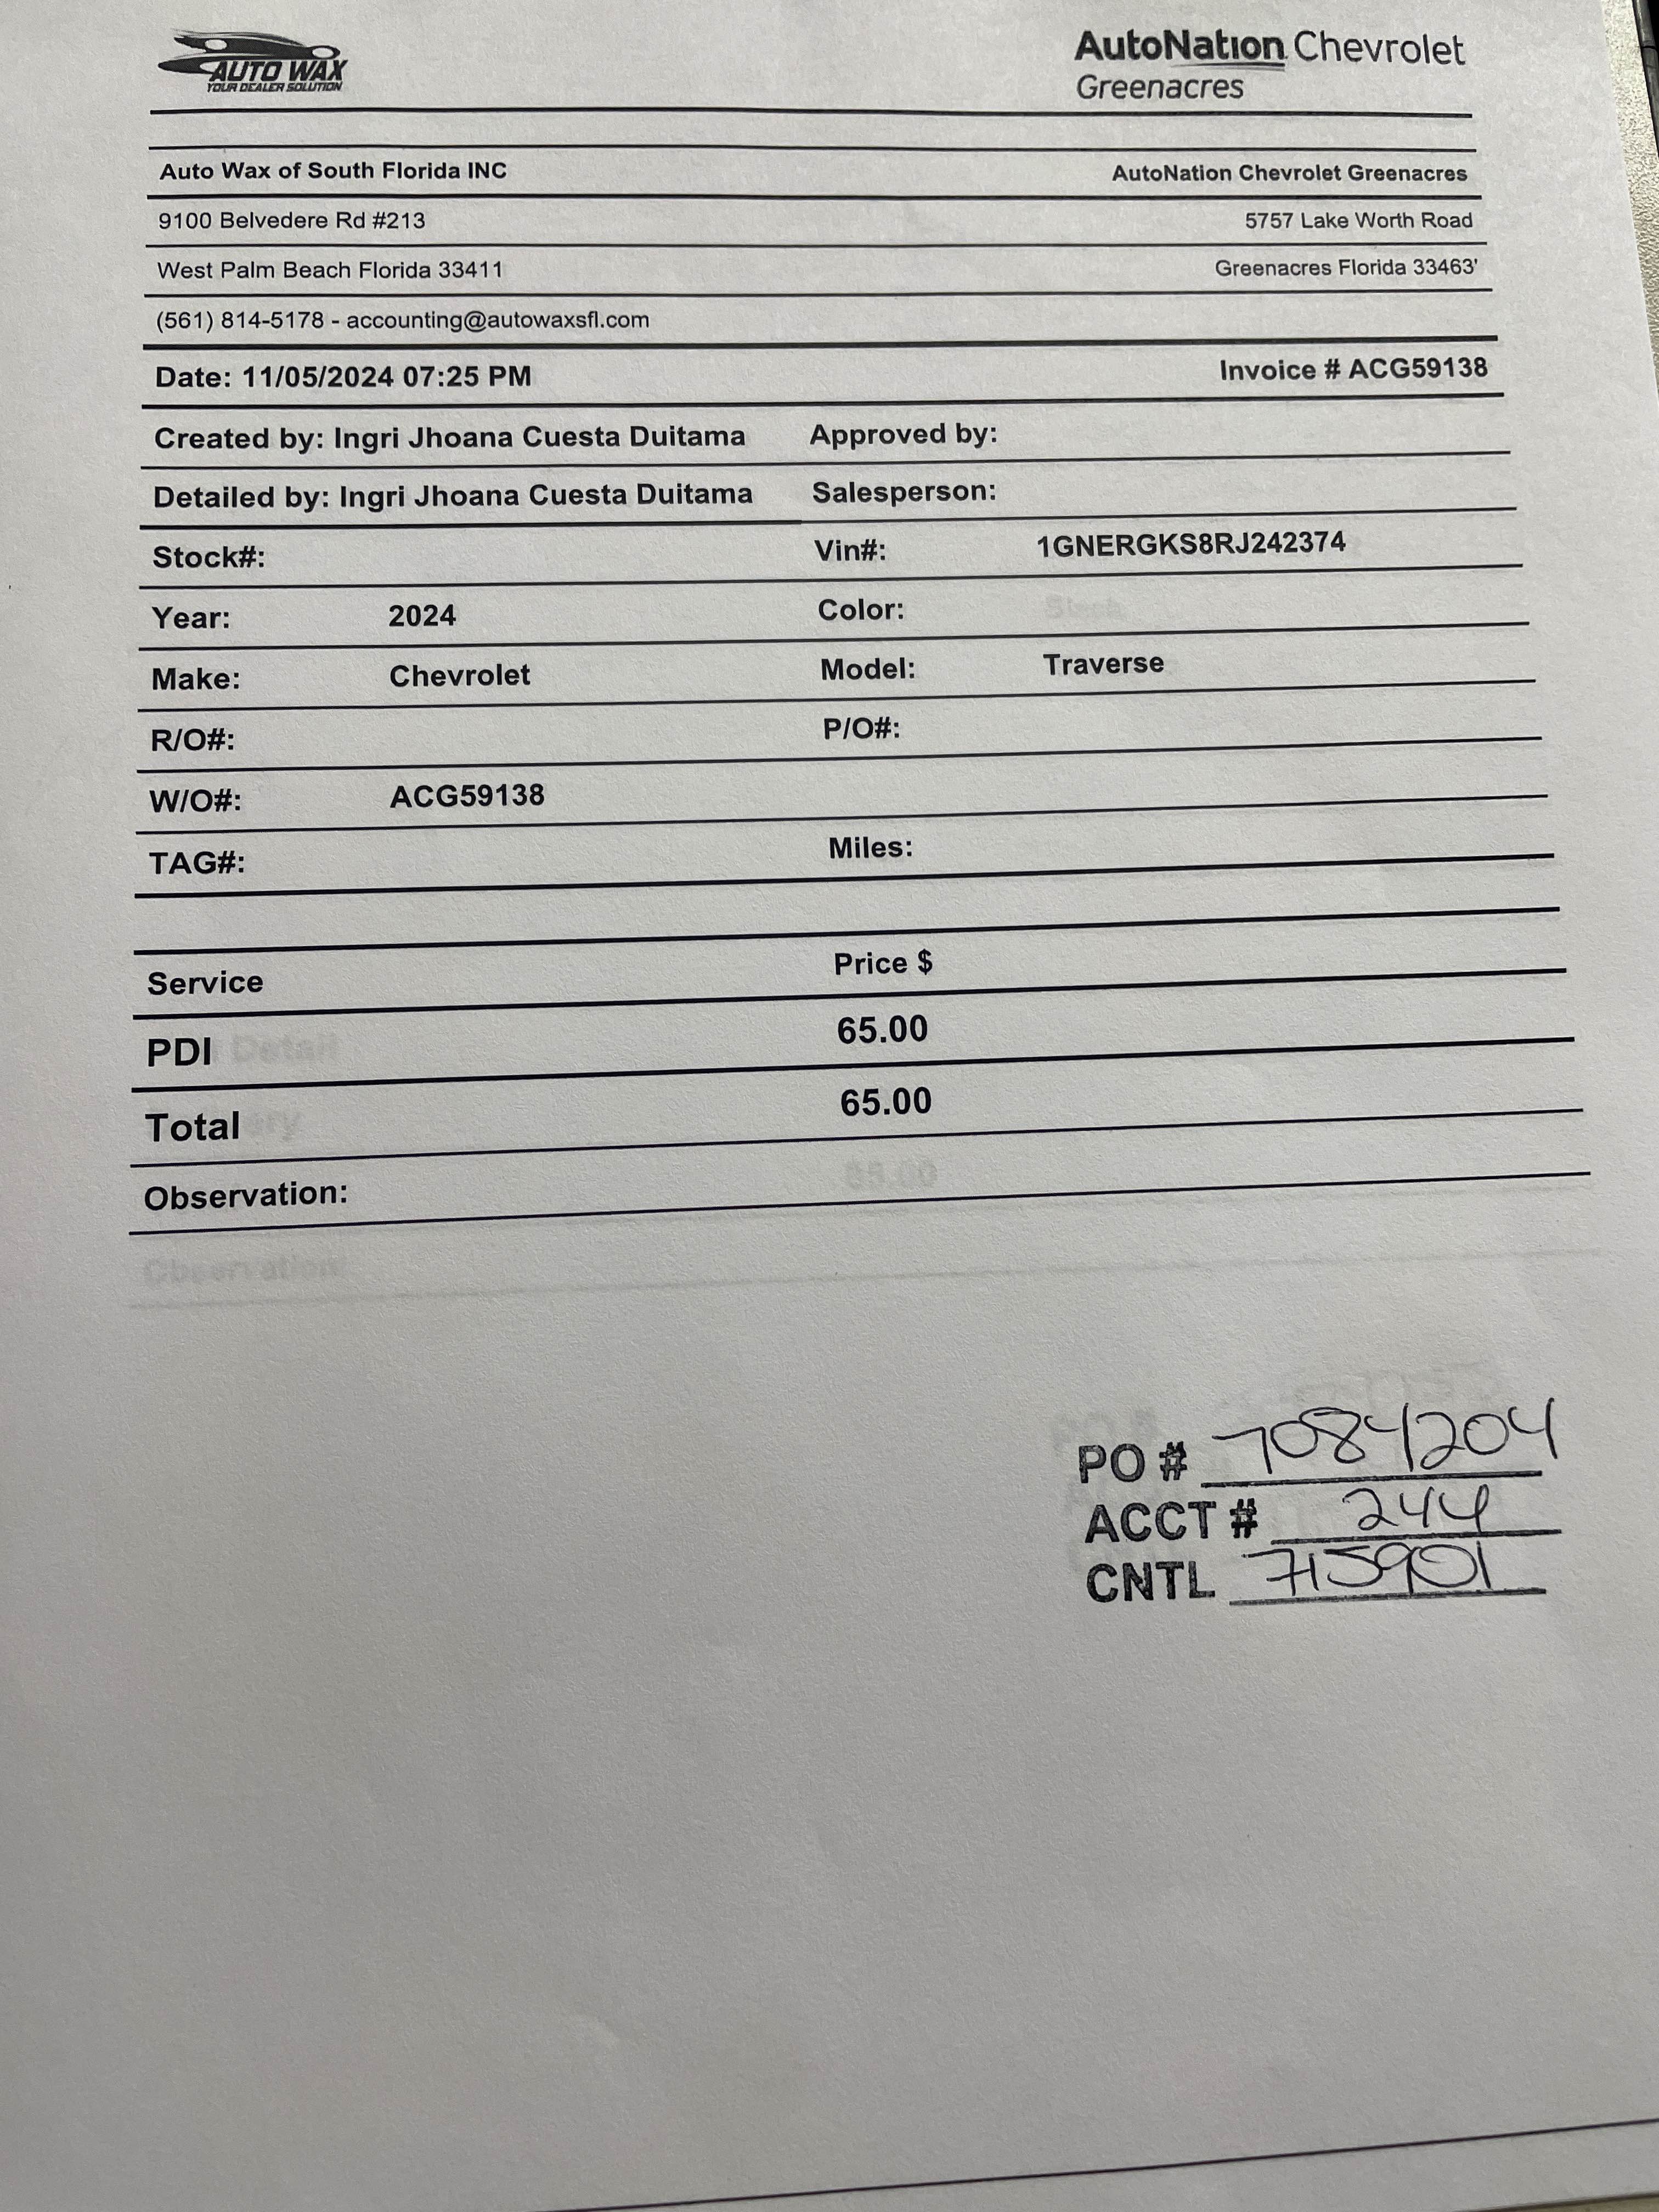 AUTO WAX
YOUR DEALER SOLUTION
AutoNation Chevrolet
Greenacres
Auto Wax of South Florida INC AutoNation Chevrolet Greenacres
9100 Belvedere Rd #213 5757 Lake Worth Road
West Palm Beach Florida 33411 Greenacres Florida 33463'
(561) 814-5178 - accounting@autowaxsfl.com
Date: 11/05/2024 07:25 PM Invoice # ACG59138
Created by: Ingri Jhoana Cuesta Duitama Approved by:
Detailed by: Ingri Jhoana Cuesta Duitama Salesperson:
Stock#: Vin#: 1GNERGKS8RJ242374
Year: 2024 Color:
Make: Chevrolet Model: Traverse
R/O#: P/O#:
W/O#: ACG59138
TAG#: Miles:
Service Price $
PDI 65.00
Total 65.00
Observation:
PO # 7084204
ACCT # 244
CNTL 715901